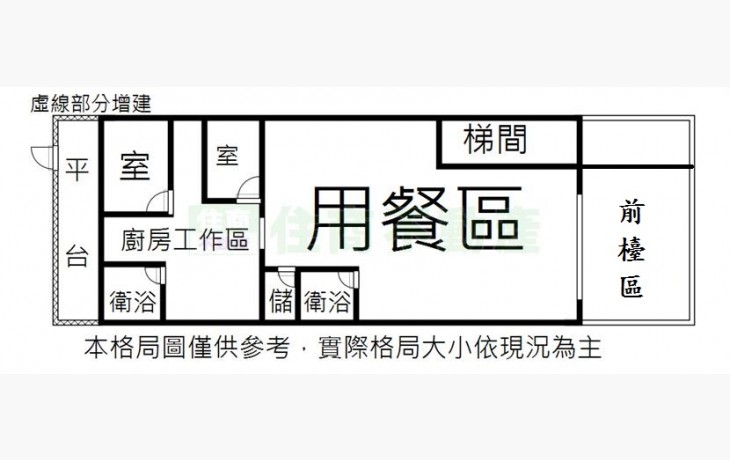 虛線部分增建
平台
室
室
梯間
用餐區
前檯區
廚房工作區
衛浴
儲
衛浴
本格局圖僅供參考，實際格局大小依現況為主